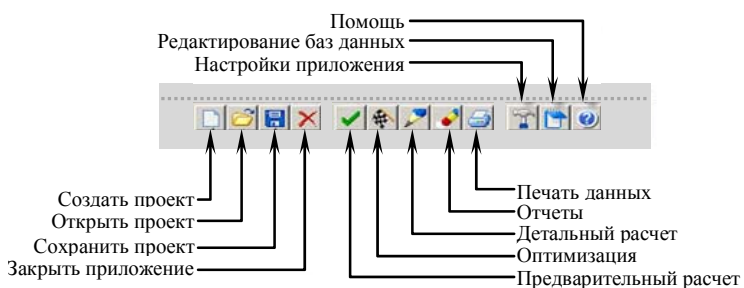 Помощь
Редактирование баз данных
Настройки приложения
Создать проект
Открыть проект
Сохранить проект
Закрыть приложение
Печать данных
Отчеты
Детальный расчет
Оптимизация
Предварительный расчет